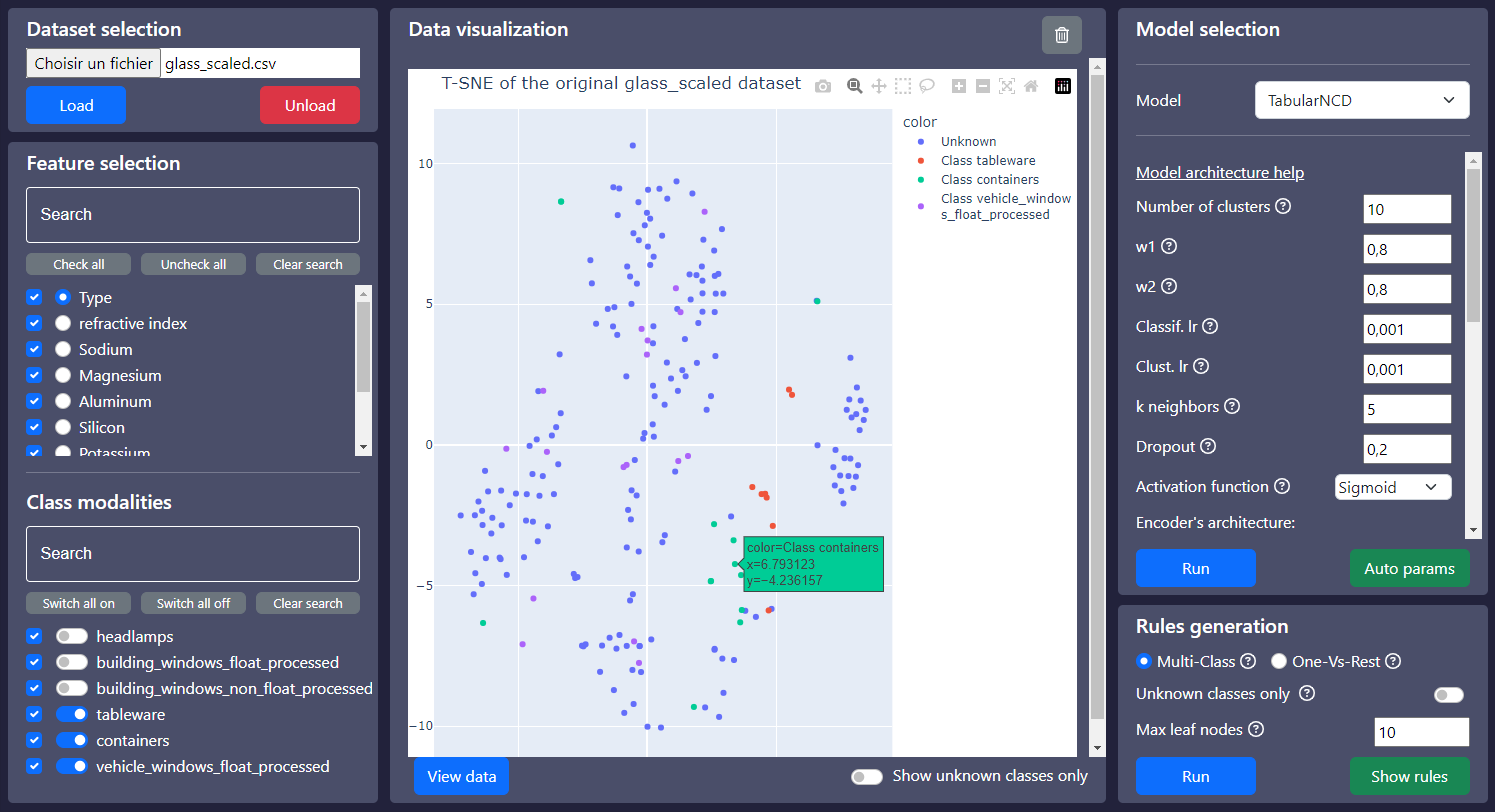 Dataset selection
Choisir un fichier glass_scaled.csv
Load Unload
Feature selection
Search
Check all Uncheck all Clear search
Type
refractive index
Sodium
Magnesium
Aluminum
Silicon
Potassium
Class modalities
Search
Switch all on Switch all off Clear search
headlamps
building_windows_float_processed
building_windows_non_float_processed
tableware
containers
vehicle_windows_float_processed
Data visualization
T-SNE of the original glass_scaled dataset
color
Unknown
Class tableware
Class containers
Class vehicle_window
s_float_processed
10
5
0
−5
−10
color=Class containers
x=6.793123
y=−4.236157
View data Show unknown classes only
Model selection
Model TabularNCD
Model architecture help
Number of clusters ? 10
w1 ? 0,8
w2 ? 0,8
Classif. lr ? 0,001
Clust. lr ? 0,001
k neighbors ? 5
Dropout ? 0,2
Activation function ? Sigmoid
Encoder's architecture:
Run Auto params
Rules generation
Multi-Class ? One-Vs-Rest ?
Unknown classes only ?
Max leaf nodes ? 10
Run Show rules